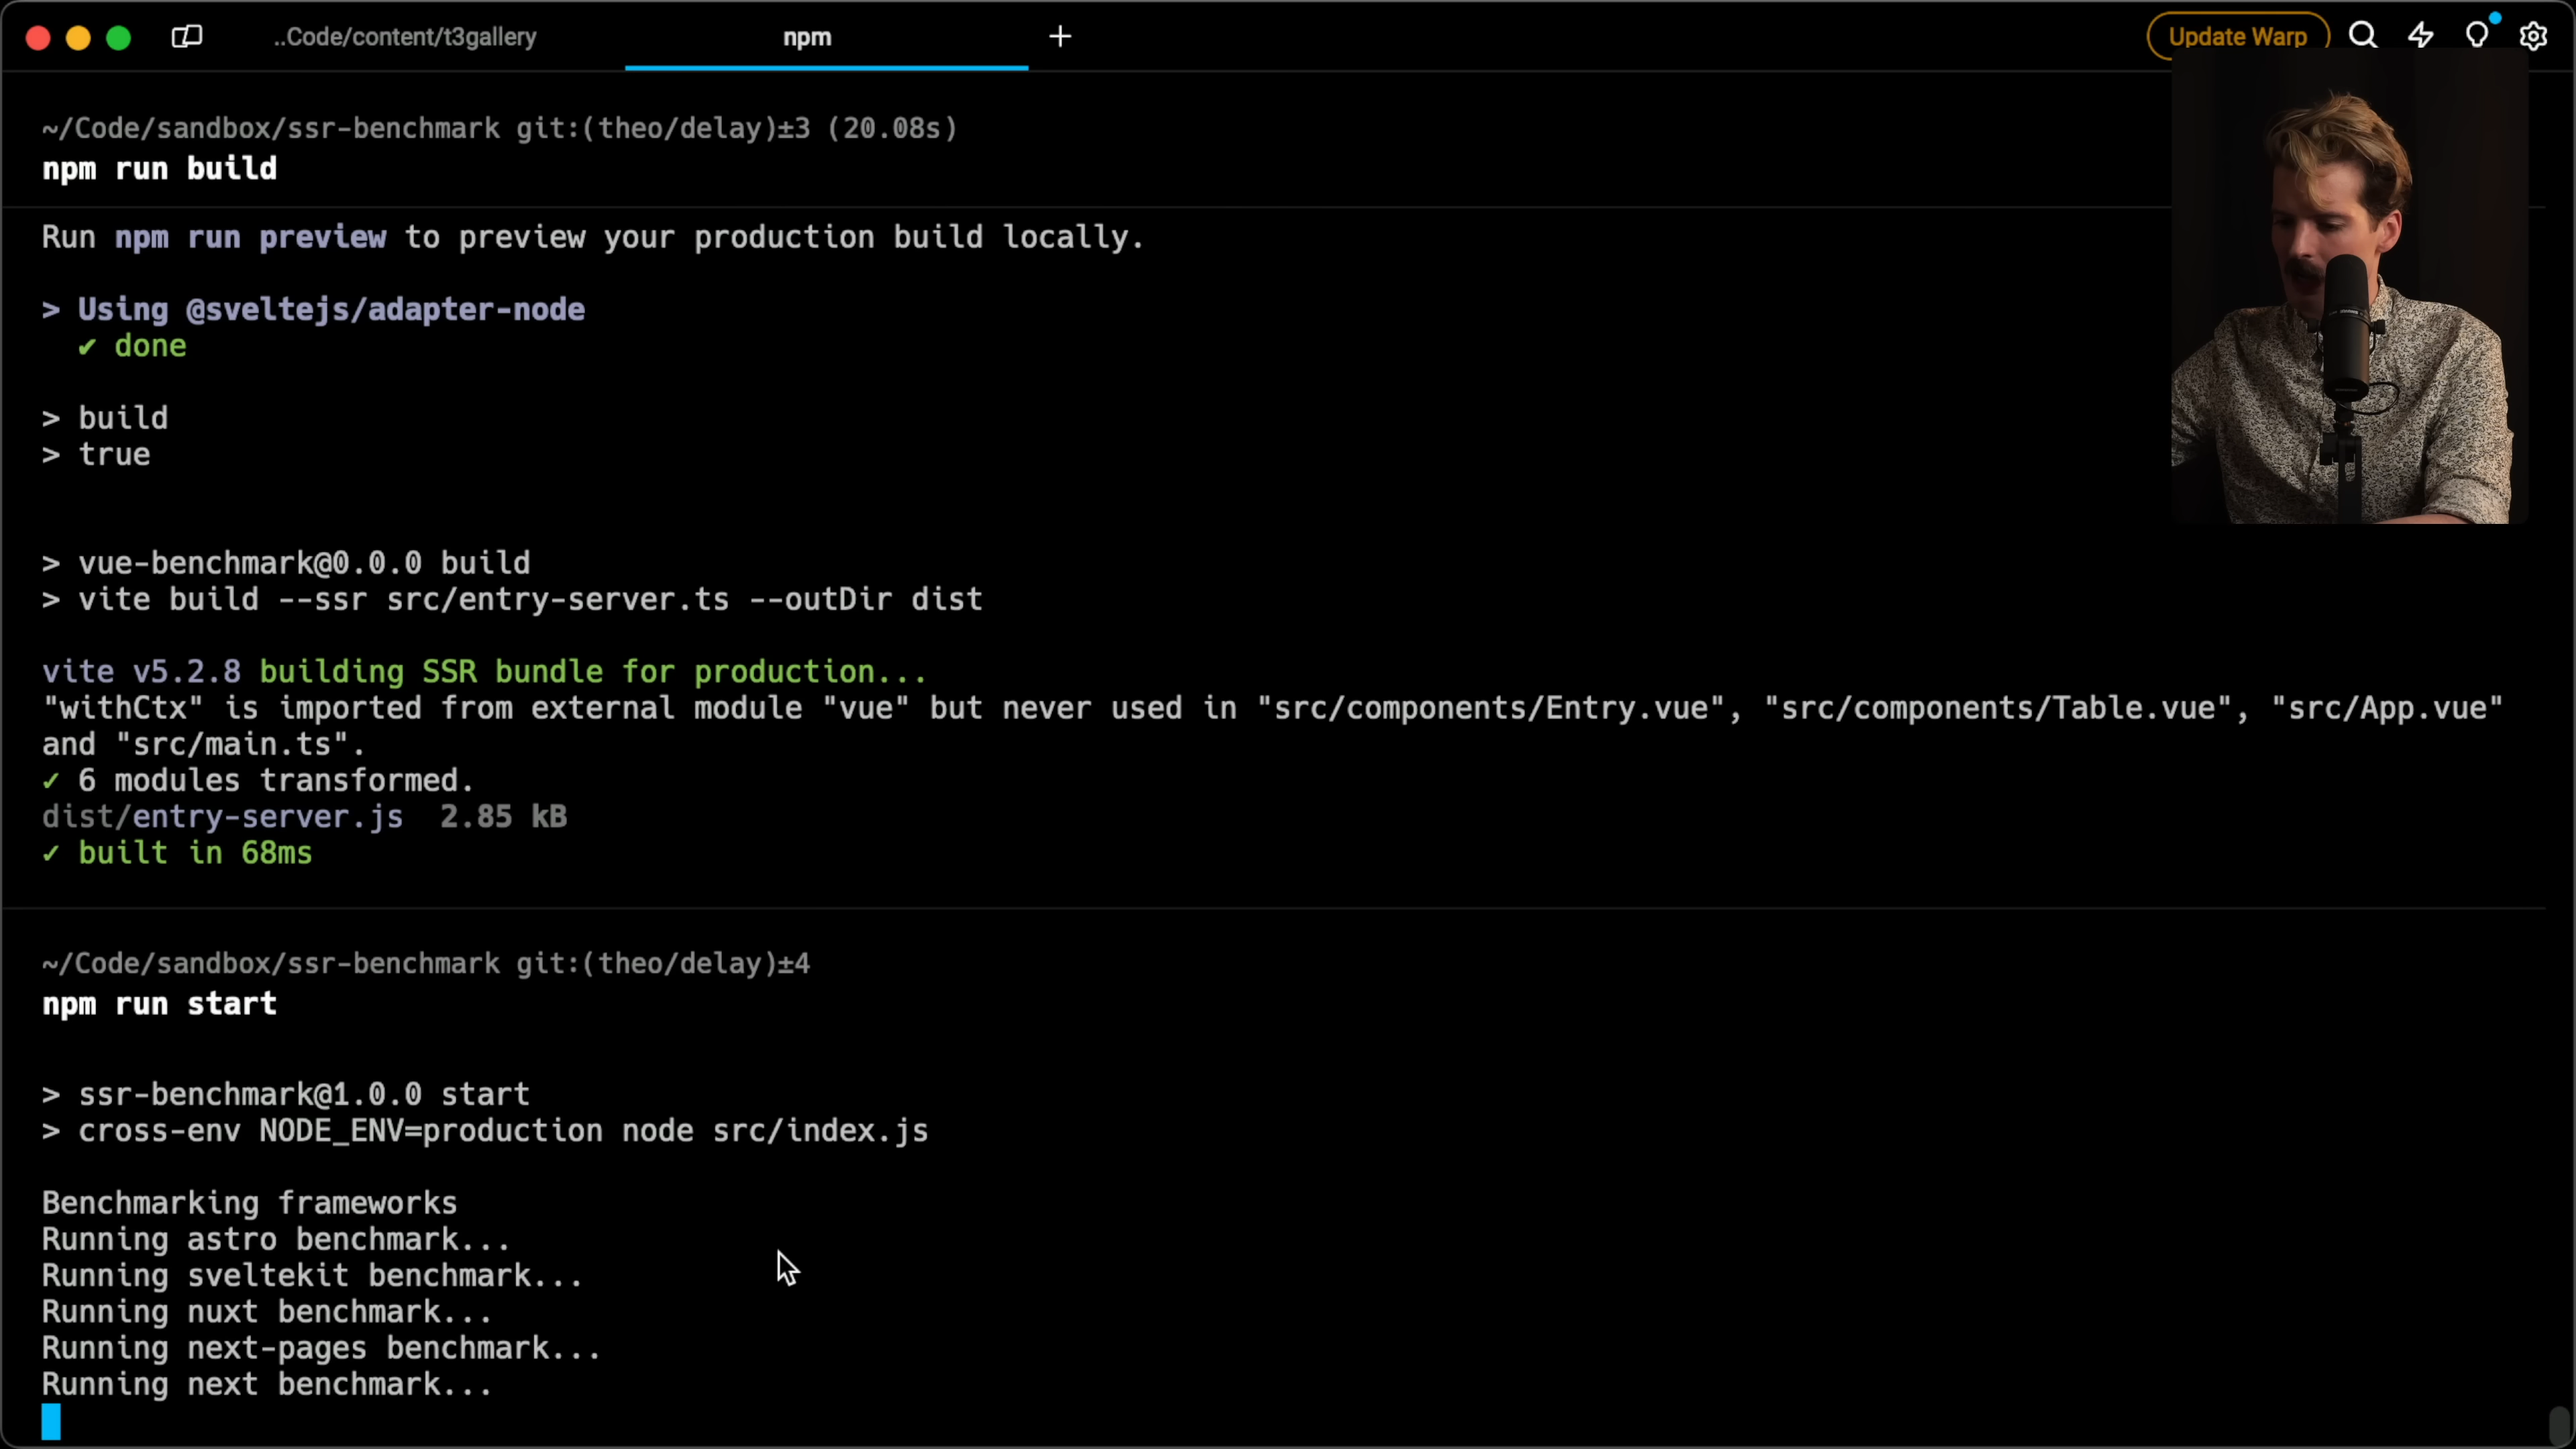 ..Code/content/t3gallery
npm
Update Warp
~/Code/sandbox/ssr-benchmark git:(theo/delay)±3 (20.08s)
npm run build
Run npm run preview to preview your production build locally.
> Using @sveltejs/adapter-node
✔ done
> build
> true
> vue-benchmark@0.0.0 build
> vite build --ssr src/entry-server.ts --outDir dist
vite v5.2.8 building SSR bundle for production...
"withCtx" is imported from external module "vue" but never used in "src/components/Entry.vue", "src/components/Table.vue", "src/App.vue"
and "src/main.ts".
✓ 6 modules transformed.
dist/entry-server.js 2.85 kB
✓ built in 68ms
~/Code/sandbox/ssr-benchmark git:(theo/delay)±4
npm run start
> ssr-benchmark@1.0.0 start
> cross-env NODE_ENV=production node src/index.js
Benchmarking frameworks
Running astro benchmark...
Running sveltekit benchmark...
Running nuxt benchmark...
Running next-pages benchmark...
Running next benchmark...